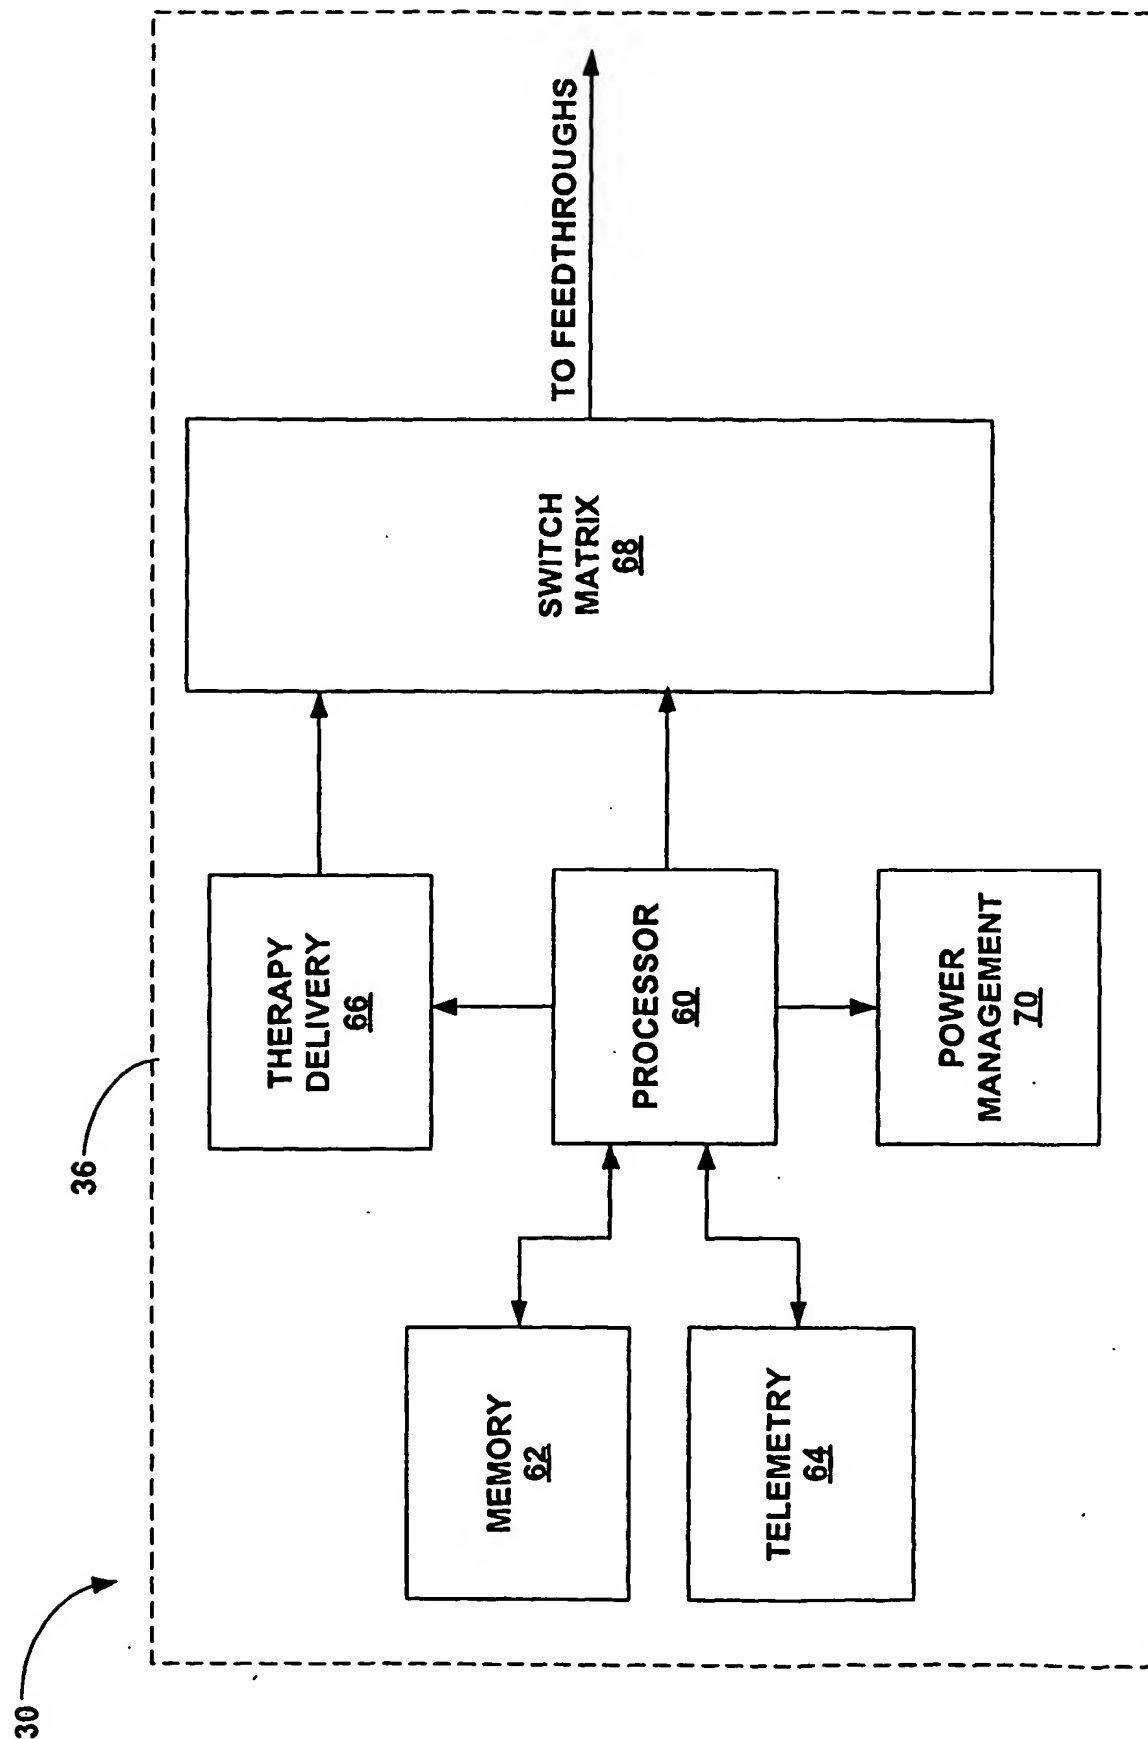 30
36
MEMORY
62
TELEMETRY
64
THERAPY
DELIVERY
66
PROCESSOR
60
POWER
MANAGEMENT
70
SWITCH
MATRIX
68
TO FEEDTHROUGHS